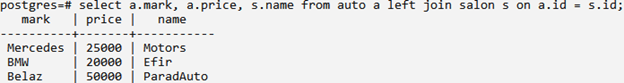 postgres=# select a.mark, a.price, s.name from auto a left join salon s on a.id = s.id;
   mark   | price |   name
----------+-------+-----------
 Mercedes | 25000 | Motors
 BMW      | 20000 | Efir
 Belaz    | 50000 | ParadAuto